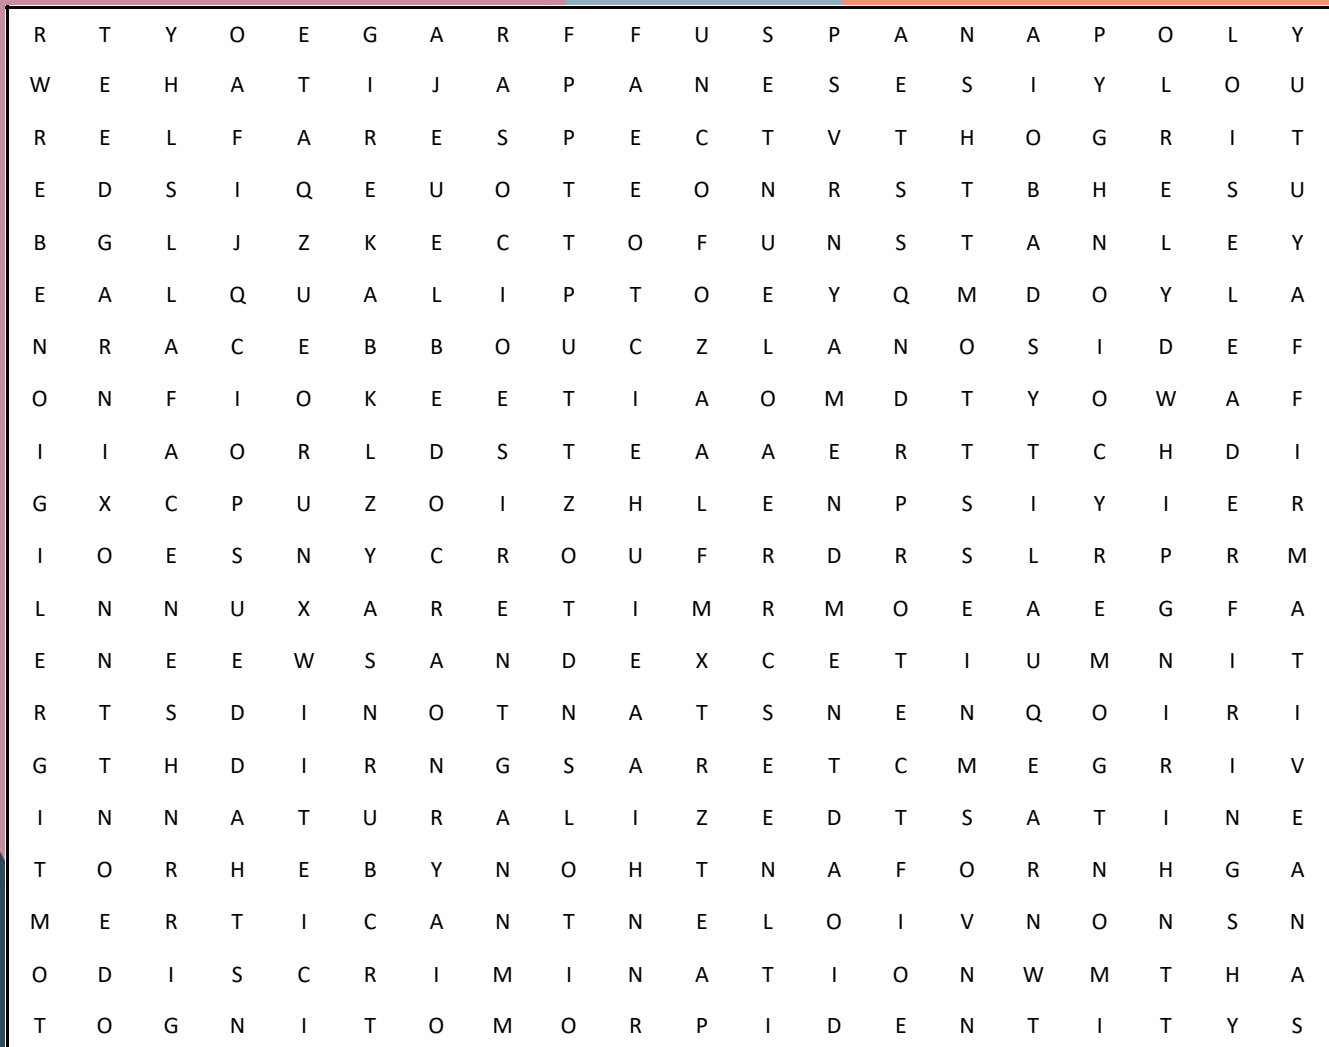 R T Y O E G A R F F U S P A N A P O L Y
W E H A T I J A P A N E S E S I Y L O U
R E L F A R E S P E C T V T H O G R I T
E D S I Q E U O T E O N R S T B H E S U
B G L J Z K E C T O F U N S T A N L E Y
E A L Q U A L I P T O E Y Q M D O Y L A
N R A C E B B O U C Z L A N O S I D E F
O N F I O K E E T I A O M D T Y O W A F
I I A O R L D S T E A A E R T T C H D I
G X C P U Z O I Z H L E N P S I Y I E R
I O E S N Y C R O U F R D R S L R P R M
L N N U X A R E T I M R M O E A E G F A
E N E E W S A N D E X C E T I U M N I T
R T S D I N O T N A T S N E N Q O I R I
G T H D I R N G S A R E T C M E G R I V
I N N A T U R A L I Z E D T S A T I N E
T O R H E B Y N O H T N A F O R N H G A
M E R T I C A N T N E L O I V N O N S N
O D I S C R I M I N A T I O N W M T H A
T O G N I T O M O R P I D E N T I T Y S